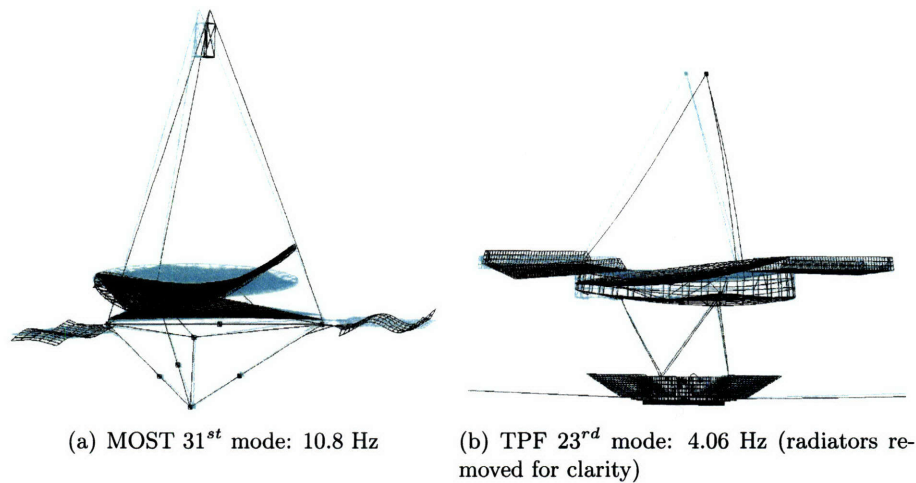 (a) MOST 31st mode: 10.8 Hz
(b) TPF 23rd mode: 4.06 Hz (radiators re-
moved for clarity)